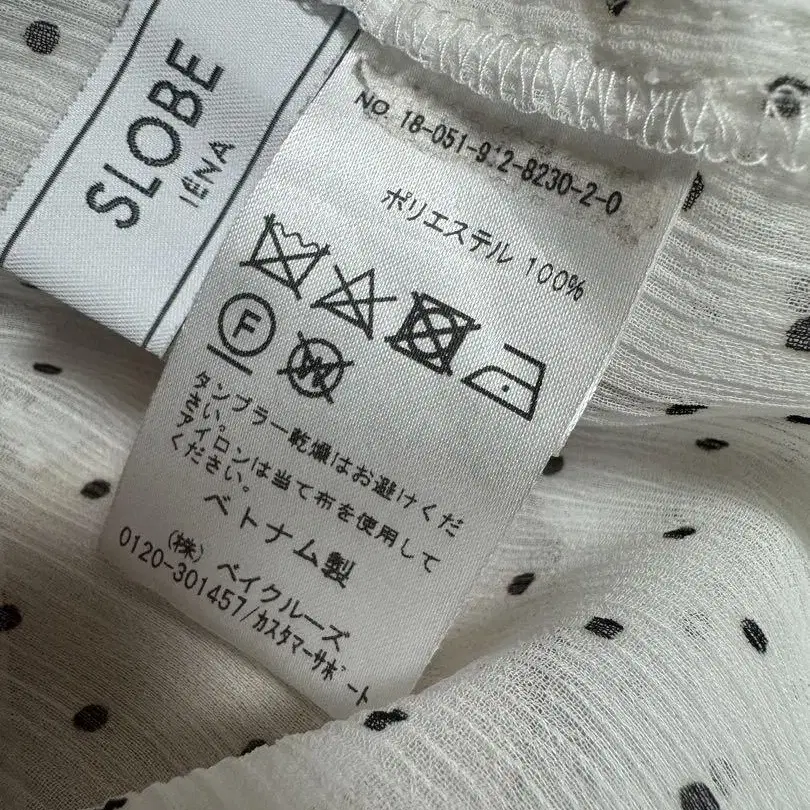 SLOBE
IÉNA
NO. 18-051-912-8230-2-0
ポリエステル 100%
F
W
タンブラー乾燥はお避けくだ
さい。
アイロンは当て布を使用して
ください。
ベトナム製
(株) ベイクルーズ
0120-301457/カスタマーサポート